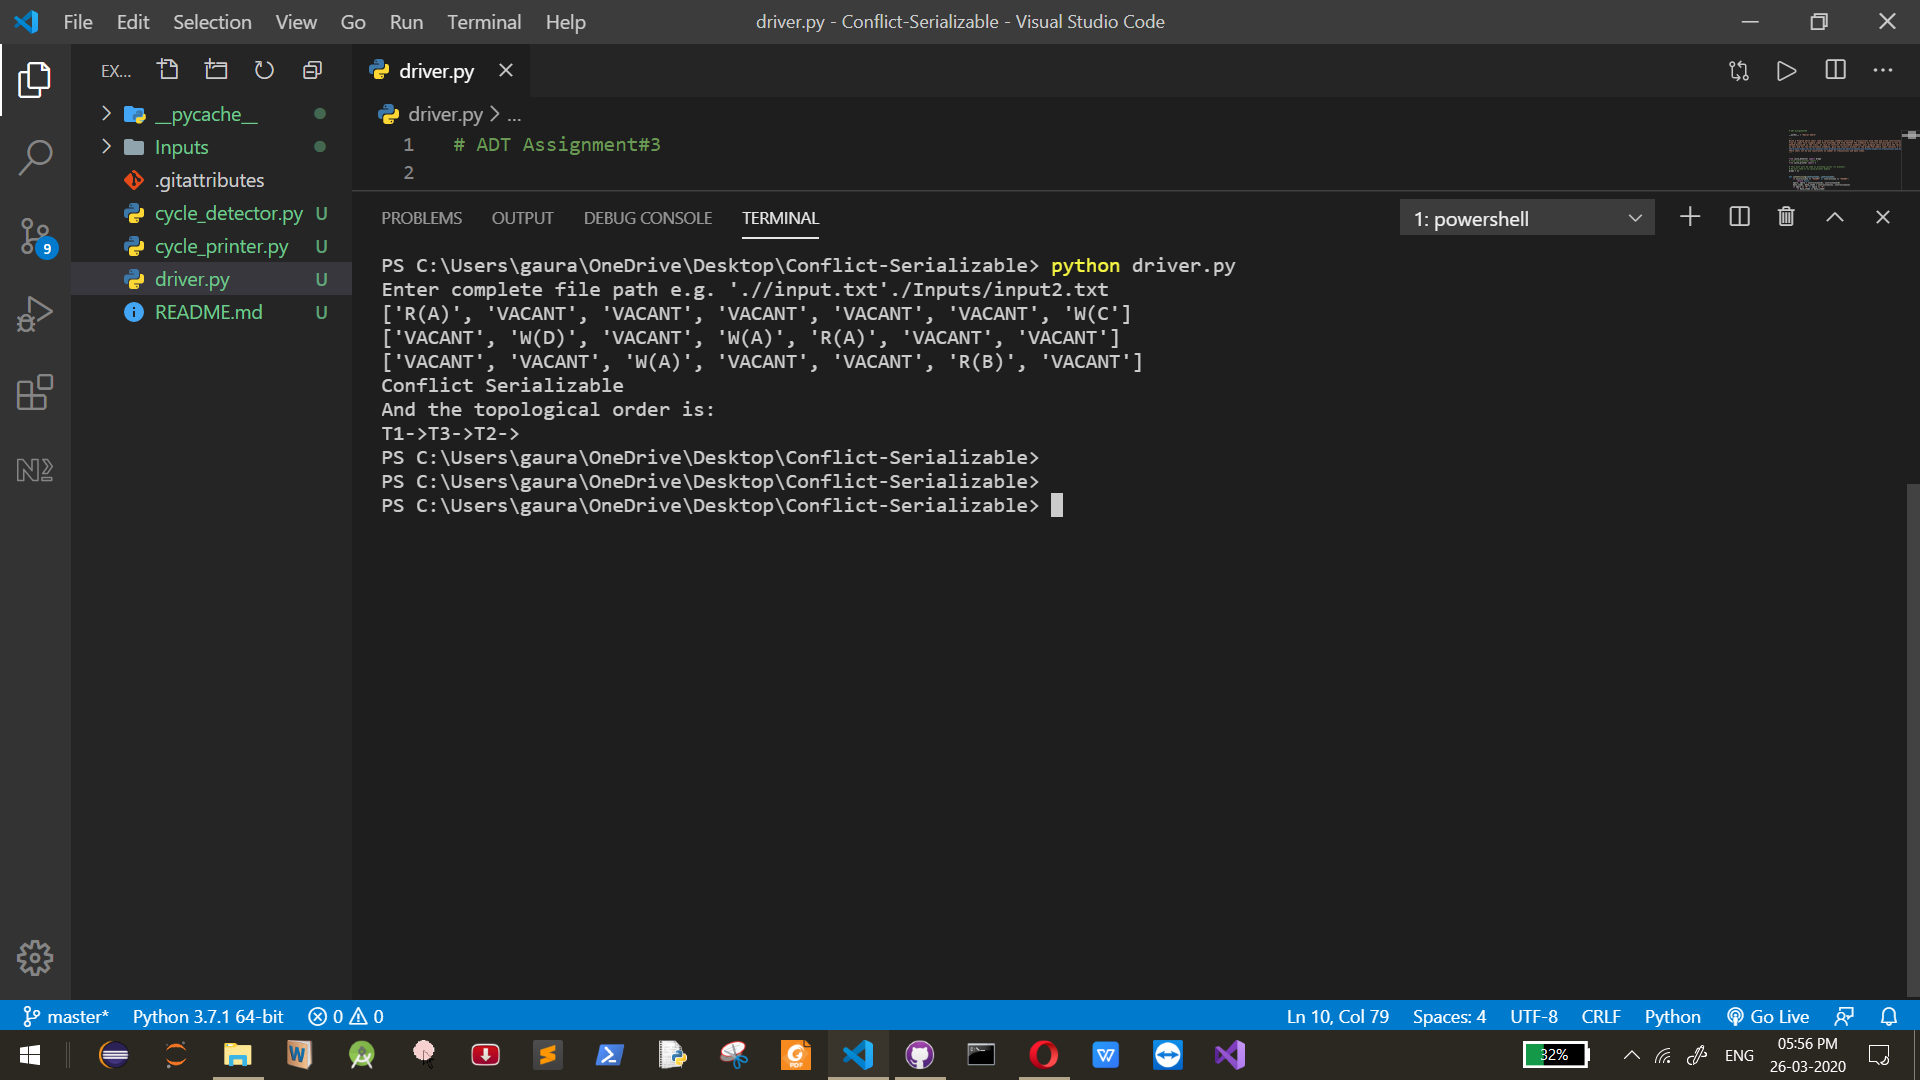 File Edit Selection View Go Run Terminal Help
driver.py - Conflict-Serializable - Visual Studio Code
EX...
driver.py
__pycache__
Inputs
.gitattributes
cycle_detector.py U
cycle_printer.py U
driver.py U
README.md U
9
driver.py > ...
1 # ADT Assignment#3
2
PROBLEMS OUTPUT DEBUG CONSOLE TERMINAL
1: powershell
PS C:\Users\gaura\OneDrive\Desktop\Conflict-Serializable> python driver.py
Enter complete file path e.g. './/input.txt'./Inputs/input2.txt
['R(A)', 'VACANT', 'VACANT', 'VACANT', 'VACANT', 'VACANT', 'W(C']
['VACANT', 'W(D)', 'VACANT', 'W(A)', 'R(A)', 'VACANT', 'VACANT']
['VACANT', 'VACANT', 'W(A)', 'VACANT', 'VACANT', 'R(B)', 'VACANT']
Conflict Serializable
And the topological order is:
T1->T3->T2->
PS C:\Users\gaura\OneDrive\Desktop\Conflict-Serializable>
PS C:\Users\gaura\OneDrive\Desktop\Conflict-Serializable>
PS C:\Users\gaura\OneDrive\Desktop\Conflict-Serializable>
master* Python 3.7.1 64-bit 0 0
Ln 10, Col 79 Spaces: 4 UTF-8 CRLF Python Go Live
32%
ENG
05:56 PM
26-03-2020